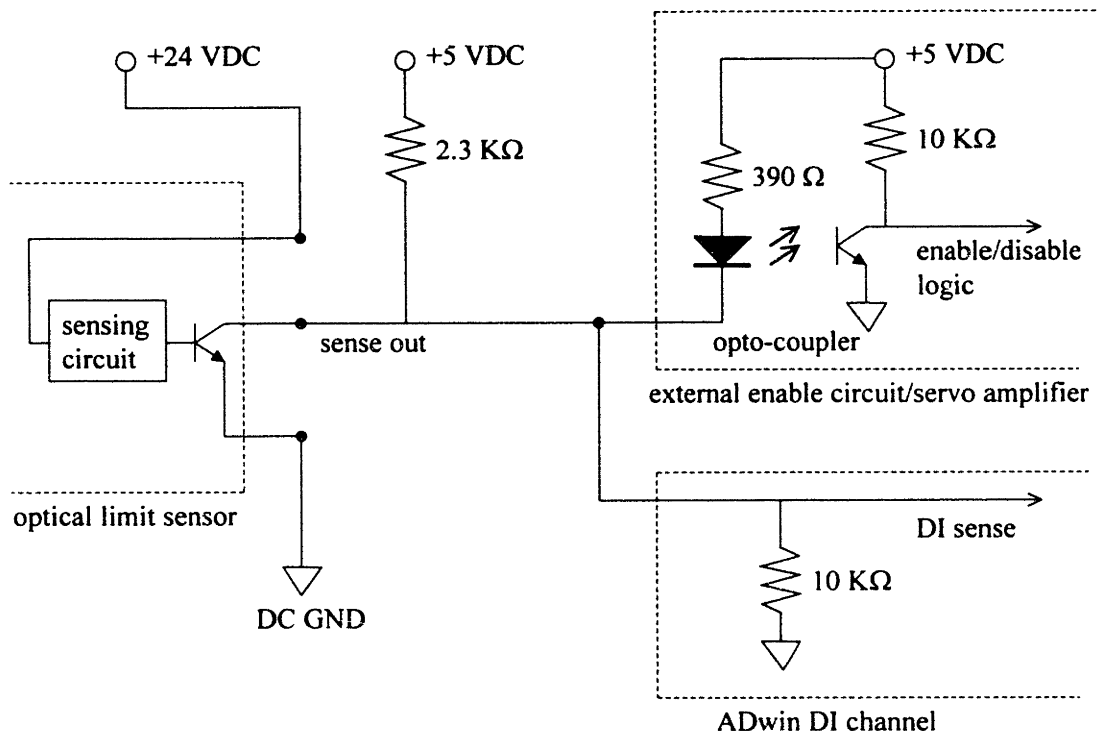 +24 VDC
+5 VDC
+5 VDC
2.3 KΩ
10 KΩ
390 Ω
enable/disable
logic
sensing
circuit
sense out
opto-coupler
external enable circuit/servo amplifier
optical limit sensor
DI sense
10 KΩ
DC GND
ADwin DI channel